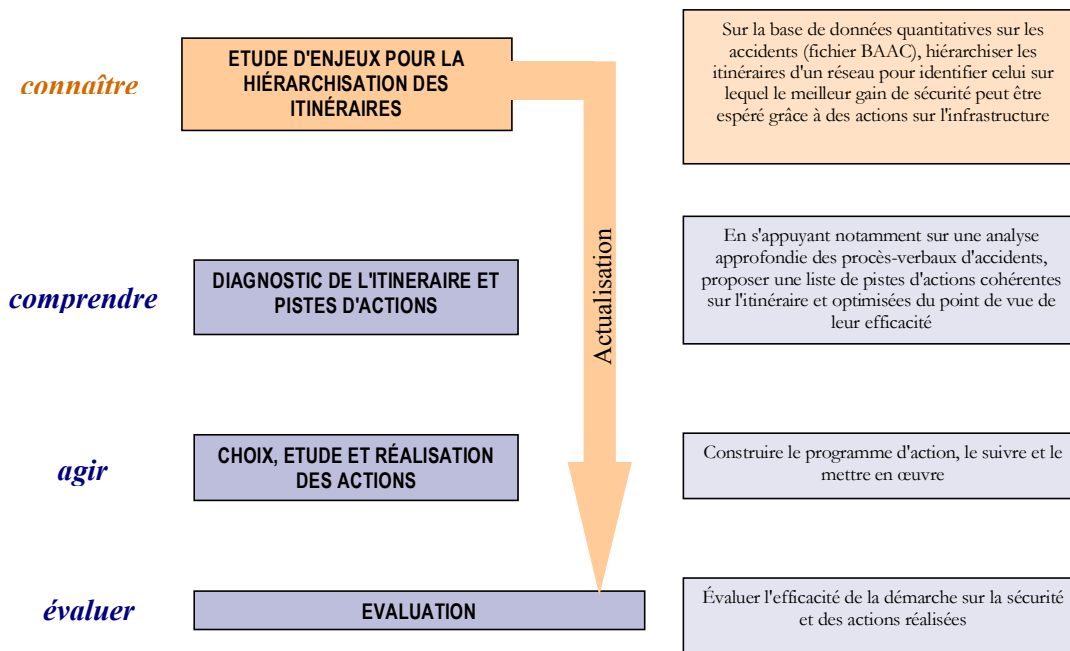 connaître
ETUDE D'ENJEUX POUR LA
HIÉRARCHISATION DES
ITINÉRAIRES
Sur la base de données quantitatives sur les
accidents (fichier BAAC), hiérarchiser les
itinéraires d'un réseau pour identifier celui sur
lequel le meilleur gain de sécurité peut être
espéré grâce à des actions sur l'infrastructure
Actualisation
comprendre
DIAGNOSTIC DE L'ITINERAIRE ET
PISTES D'ACTIONS
En s'appuyant notamment sur une analyse
approfondie des procès-verbaux d'accidents,
proposer une liste de pistes d'actions cohérentes
sur l'itinéraire et optimisées du point de vue de
leur efficacité
agir
CHOIX, ETUDE ET RÉALISATION
DES ACTIONS
Construire le programme d'action, le suivre et le
mettre en œuvre
évaluer
EVALUATION
Évaluer l'efficacité de la démarche sur la sécurité
et des actions réalisées